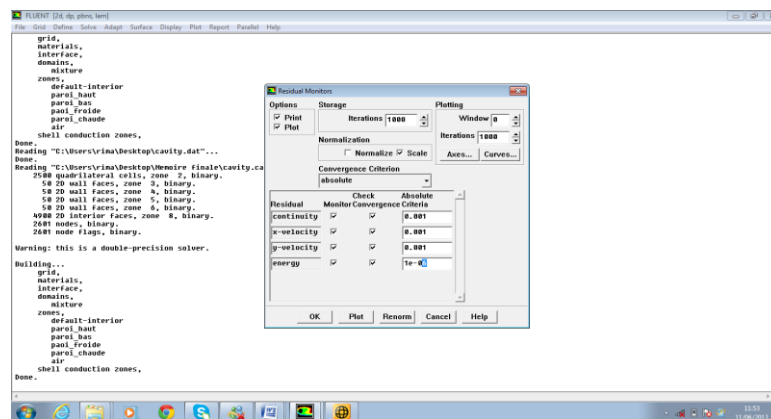 FLUENT [2d, dp, pbns, lam]
File Grid Define Solve Adapt Surface Display Plot Report Parallel Help
grid,
materials,
interface,
domains,
mixture
zones,
default-interior
paroi_haut
paroi_bas
paoi_froide
paroi_chaude
air
shell conduction zones,
Done.
Reading "C:\Users\rima\Desktop\cavity.dat"...
Done.
Reading "C:\Users\rima\Desktop\Memoire finale\cavity.ca
2500 quadrilateral cells, zone 2, binary.
50 2D wall faces, zone 3, binary.
50 2D wall faces, zone 4, binary.
50 2D wall faces, zone 5, binary.
50 2D wall faces, zone 6, binary.
4900 2D interior faces, zone 8, binary.
2601 nodes, binary.
2601 node flags, binary.
Warning: this is a double-precision solver.
Building...
grid,
materials,
interface,
domains,
mixture
zones,
default-interior
paroi_haut
paroi_bas
paoi_froide
paroi_chaude
air
shell conduction zones,
Done.
Residual Monitors
Options Storage Plotting
Print Iterations 1000 Window 0
Plot
Normalization Iterations 1000
Normalize Scale Axes... Curves...
Convergence Criterion
absolute
Check Absolute
Residual Monitor Convergence Criteria
continuity 0.001
x-velocity 0.001
y-velocity 0.001
energy 1e-06
OK Plot Renorm Cancel Help
11:53
11/06/2012